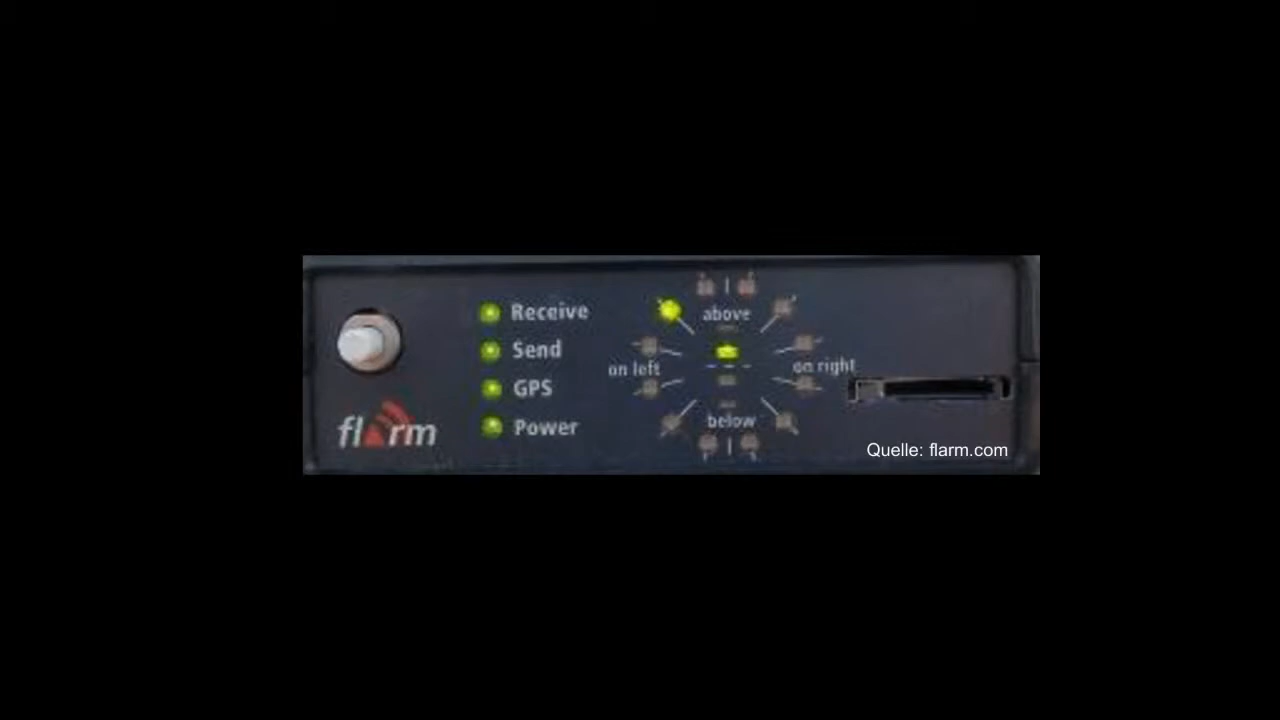 Receive
above
Send
on left
on right
GPS
Power
below
flarm
Quelle: flarm.com